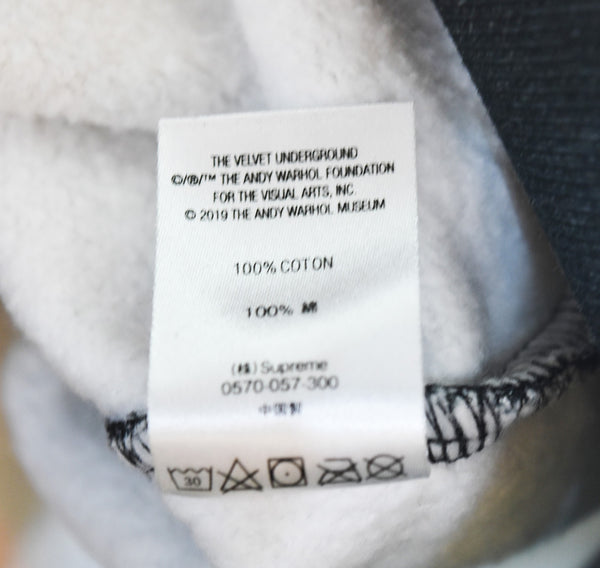 THE VELVET UNDERGROUND
©/®/™ THE ANDY WARHOL FOUNDATION
FOR THE VISUAL ARTS, INC.
© 2019 THE ANDY WARHOL MUSEUM
100% COTON
100%
(株) Supreme
0570-057-300
中国製
30